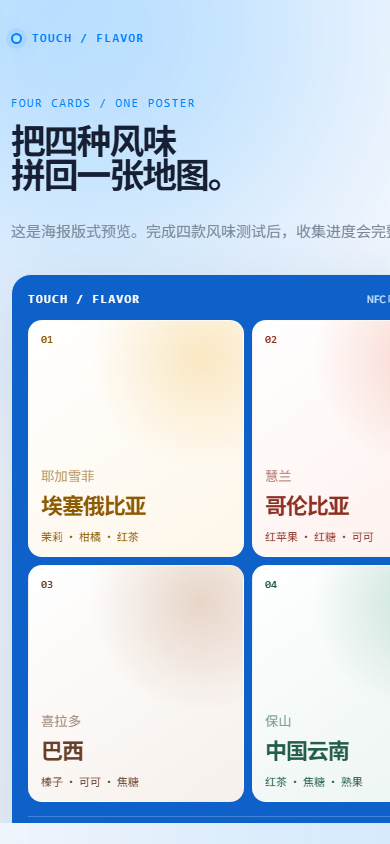 TOUCH / FLAVOR
FOUR CARDS / ONE POSTER
把四种风味
拼回一张地图。
这是海报版式预览。完成四款风味测试后，收集进度会完
TOUCH / FLAVOR
NFC
01
耶加雪菲
埃塞俄比亚
茉莉 · 柑橘 · 红茶
02
慧兰
哥伦比亚
红苹果 · 红糖 · 可可
03
喜拉多
巴西
榛子 · 可可 · 焦糖
04
保山
中国云南
红茶 · 焦糖 · 熟果